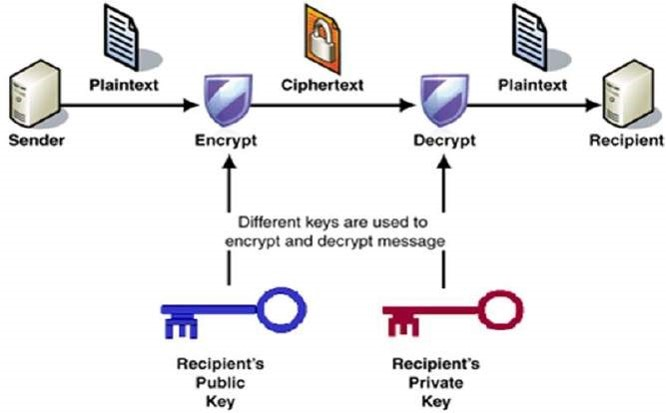 Plaintext
Ciphertext
Plaintext
Sender
Encrypt
Decrypt
Recipient
Different keys are used to
encrypt and decrypt message
Recipient's
Public
Key
Recipient's
Private
Key